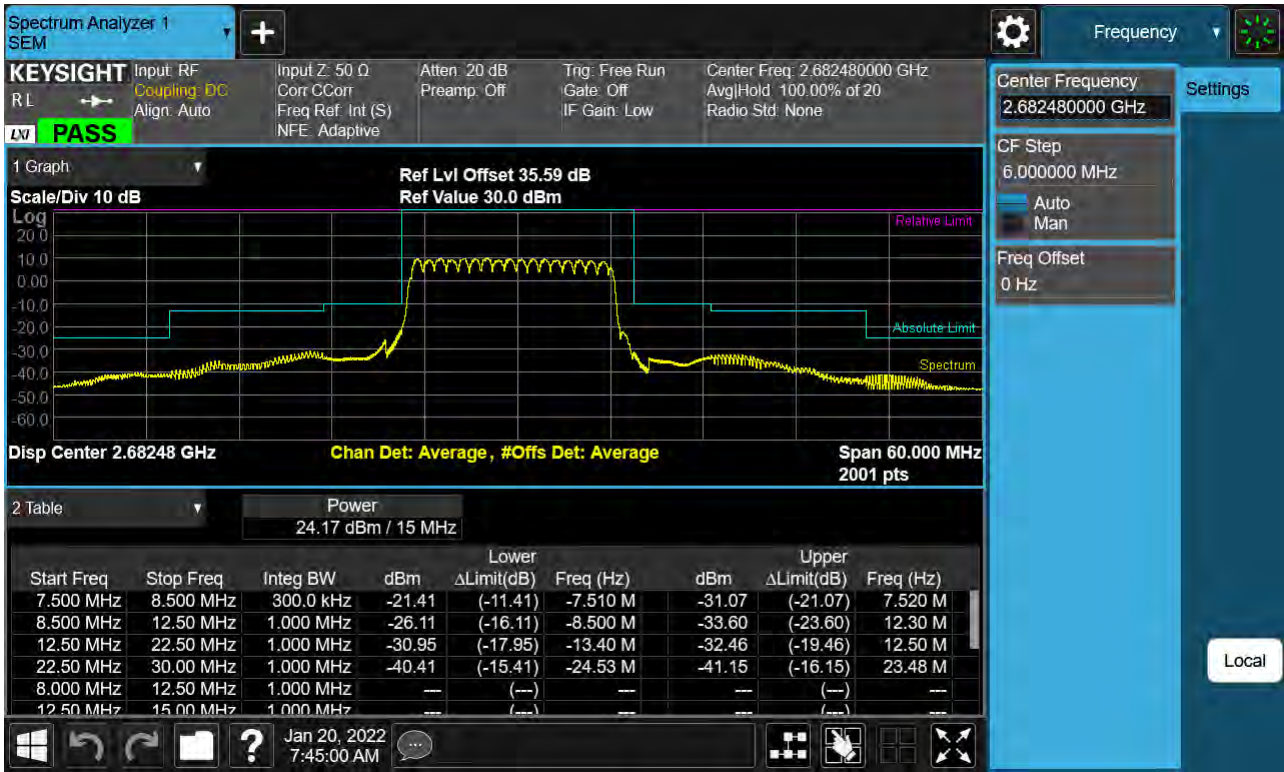 Spectrum Analyzer 1
SEM
Frequency
KEYSIGHT
RL
LXI PASS
Input: RF
Coupling: DC
Align: Auto
Input Z: 50 Ω
Corr CCorr
Freq Ref: Int (S)
NFE: Adaptive
Atten: 20 dB
Preamp: Off
Trig: Free Run
Gate: Off
IF Gain: Low
Center Freq: 2.682480000 GHz
Avg|Hold: 100.00% of 20
Radio Std: None
Center Frequency
2.682480000 GHz
Settings
CF Step
6.000000 MHz
Auto
Man
Freq Offset
0 Hz
1 Graph
Scale/Div 10 dB
Ref Lvl Offset 35.59 dB
Ref Value 30.0 dBm
Log
20.0
10.0
0.00
-10.0
-20.0
-30.0
-40.0
-50.0
-60.0
Relative Limit
Absolute Limit
Spectrum
Disp Center 2.68248 GHz
Chan Det: Average, #Offs Det: Average
Span 60.000 MHz
2001 pts
2 Table
Power
24.17 dBm / 15 MHz
Lower Upper
Start Freq Stop Freq Integ BW dBm ΔLimit(dB) Freq (Hz) dBm ΔLimit(dB) Freq (Hz)
7.500 MHz 8.500 MHz 300.0 kHz -21.41 (-11.41) -7.510 M -31.07 (-21.07) 7.520 M
8.500 MHz 12.50 MHz 1.000 MHz -26.11 (-16.11) -8.500 M -33.60 (-23.60) 12.30 M
12.50 MHz 22.50 MHz 1.000 MHz -30.95 (-17.95) -13.40 M -32.46 (-19.46) 12.50 M
22.50 MHz 30.00 MHz 1.000 MHz -40.41 (-15.41) -24.53 M -41.15 (-16.15) 23.48 M
8.000 MHz 12.50 MHz 1.000 MHz --- (---) --- --- (---) ---
12.50 MHz 15.00 MHz 1.000 MHz --- (---) --- --- (---) ---
Local
Jan 20, 2022
7:45:00 AM